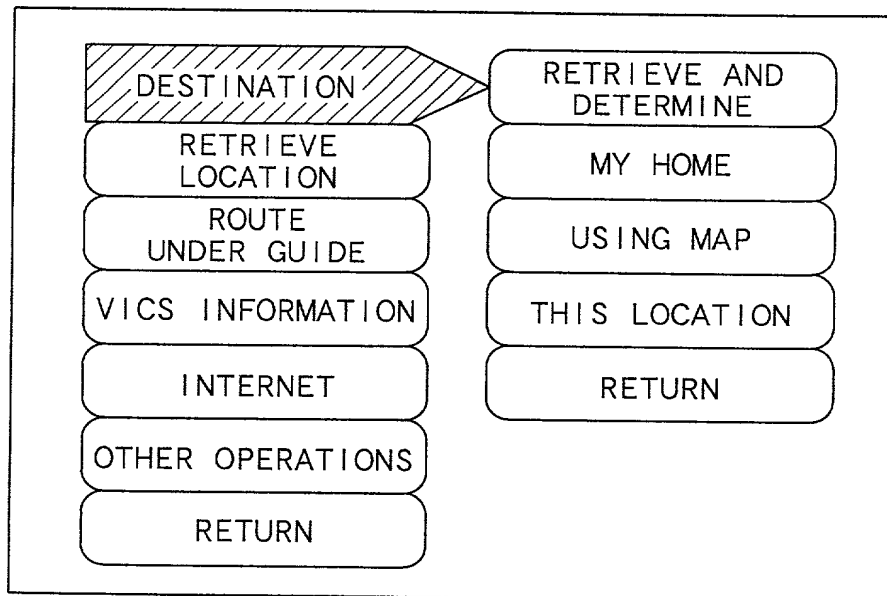 DESTINATION
RETRIEVE
LOCATION
ROUTE
UNDER GUIDE
VICS INFORMATION
INTERNET
OTHER OPERATIONS
RETURN
RETRIEVE AND
DETERMINE
MY HOME
USING MAP
THIS LOCATION
RETURN